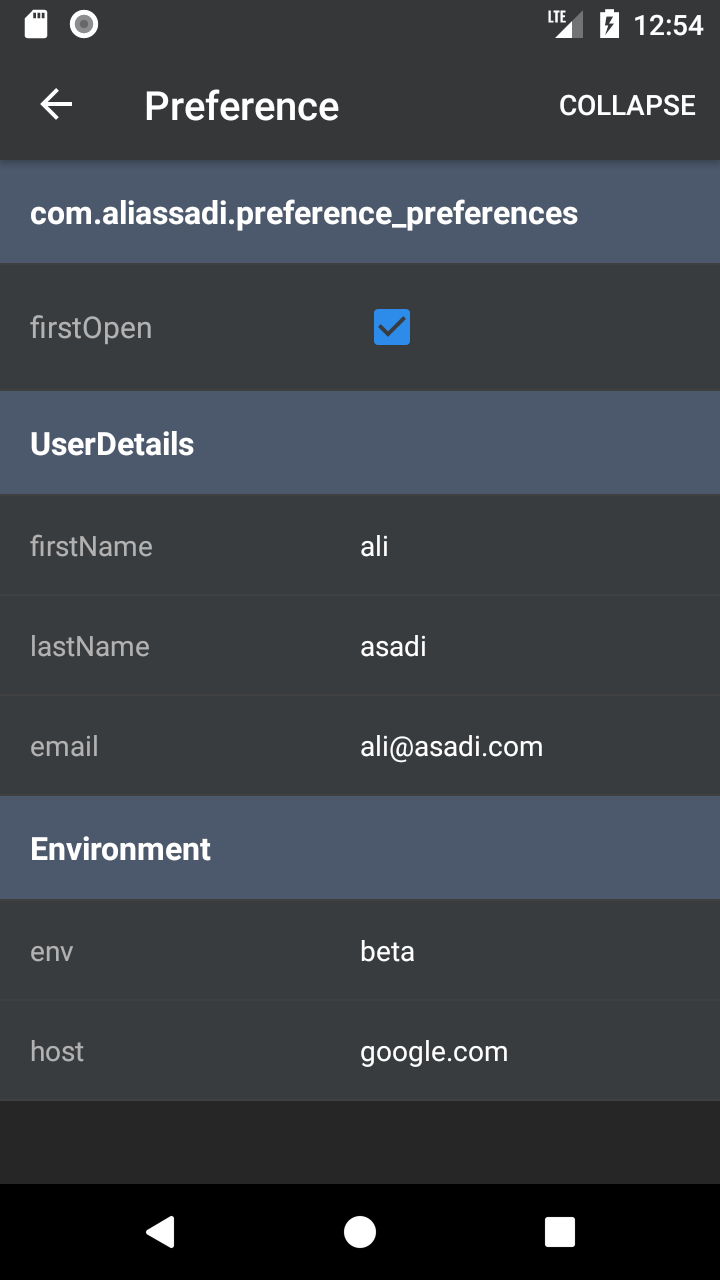 LTE 12:54
Preference COLLAPSE
com.aliassadi.preference_preferences
firstOpen
UserDetails
firstName ali
lastName asadi
email ali@asadi.com
Environment
env beta
host google.com